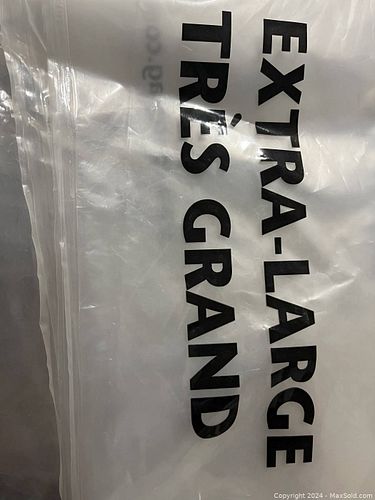 EXTRA-LARGE
TRÈS GRAND
Copyright 2024 - MaxSold.com